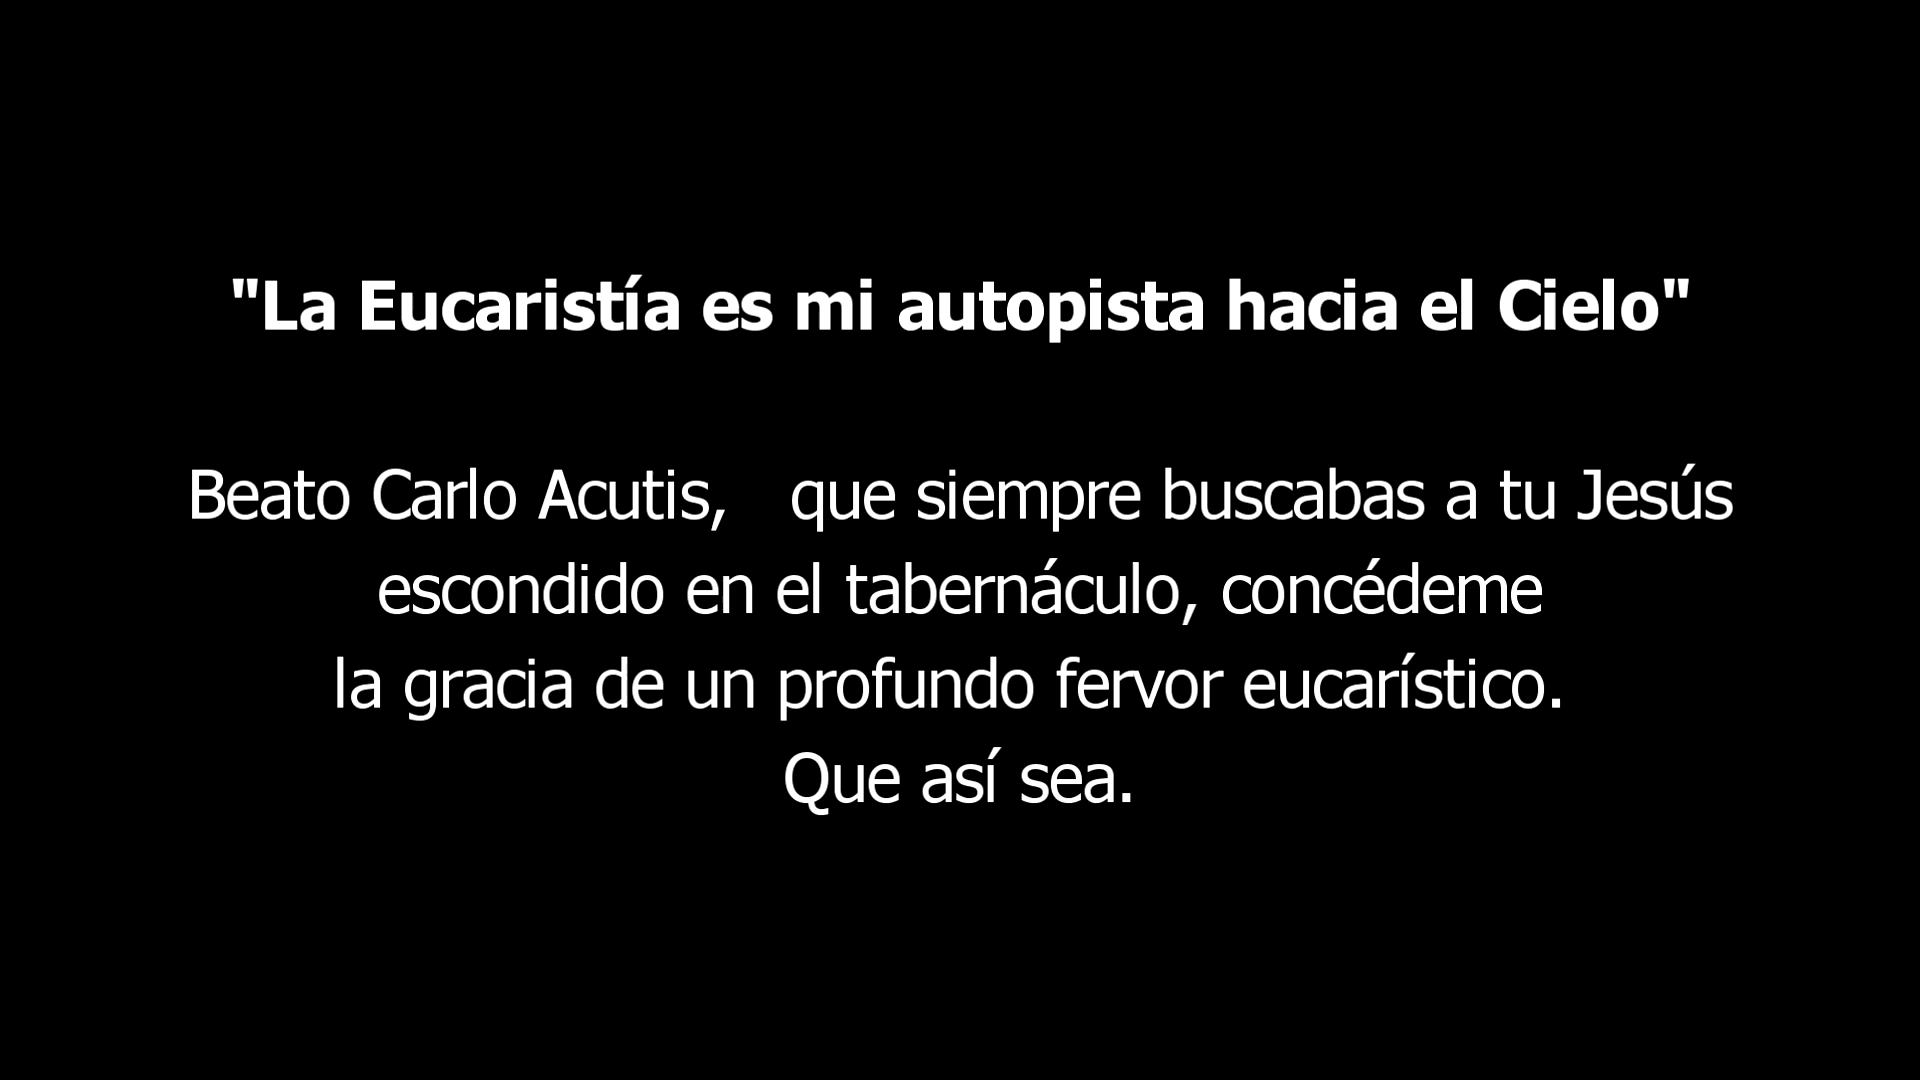 "La Eucaristía es mi autopista hacia el Cielo"
Beato Carlo Acutis,   que siempre buscabas a tu Jesús
escondido en el tabernáculo, concédeme
la gracia de un profundo fervor eucarístico.
Que así sea.